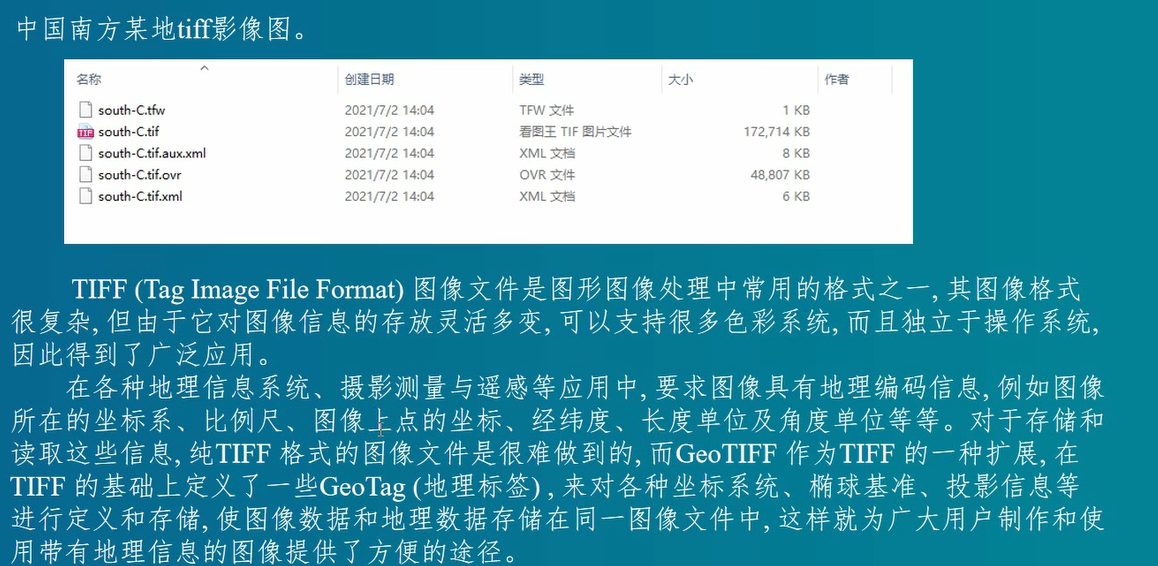 中国南方某地tiff影像图。
名称 创建日期 类型 大小 作者
south-C.tfw 2021/7/2 14:04 TFW 文件 1 KB
TIF south-C.tif 2021/7/2 14:04 看图王 TIF 图片文件 172,714 KB
south-C.tif.aux.xml 2021/7/2 14:04 XML 文档 8 KB
south-C.tif.ovr 2021/7/2 14:04 OVR 文件 48,807 KB
south-C.tif.xml 2021/7/2 14:04 XML 文档 6 KB
TIFF (Tag Image File Format) 图像文件是图形图像处理中常用的格式之一, 其图像格式
很复杂, 但由于它对图像信息的存放灵活多变, 可以支持很多色彩系统, 而且独立于操作系统,
因此得到了广泛应用。
在各种地理信息系统、摄影测量与遥感等应用中, 要求图像具有地理编码信息, 例如图像
所在的坐标系、比例尺、图像上点的坐标、经纬度、长度单位及角度单位等等。对于存储和
读取这些信息, 纯TIFF 格式的图像文件是很难做到的, 而GeoTIFF 作为TIFF 的一种扩展, 在
TIFF 的基础上定义了一些GeoTag (地理标签) , 来对各种坐标系统、椭球基准、投影信息等
进行定义和存储, 使图像数据和地理数据存储在同一图像文件中, 这样就为广大用户制作和使
用带有地理信息的图像提供了方便的途径。